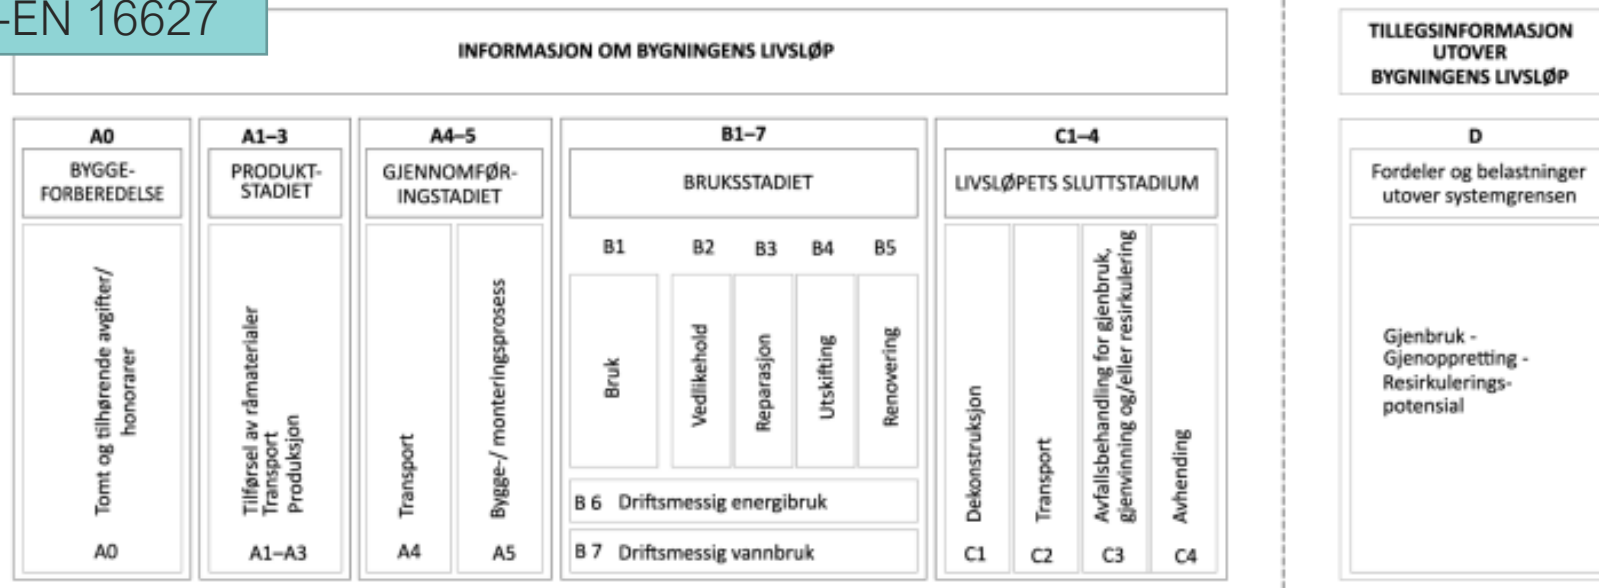 -EN 16627
INFORMASJON OM BYGNINGENS LIVSLØP
TILLEGSINFORMASJON
UTOVER
BYGNINGENS LIVSLØP
A0
BYGGE-
FORBEREDELSE
Tomt og tilhørende avgifter/
honorarer
A0
A1–3
PRODUKT-
STADIET
Tilførsel av råmaterialer
Transport
Produksjon
A1–A3
A4–5
GJENNOMFØR-
INGSTADIET
Transport
A4
Bygge-/ monteringsprosess
A5
B1–7
BRUKSSTADIET
B1
Bruk
B2
Vedlikehold
B3
Reparasjon
B4
Utskifting
B5
Renovering
B 6 Driftsmessig energibruk
B 7 Driftsmessig vannbruk
C1–4
LIVSLØPETS SLUTTSTADIUM
Dekonstruksjon
C1
Transport
C2
Avfallsbehandling for gjenbruk,
gjenvinning og/eller resirkulering
C3
Avhending
C4
D
Fordeler og belastninger
utover systemgrensen
Gjenbruk -
Gjenoppretting -
Resirkulerings-
potensial